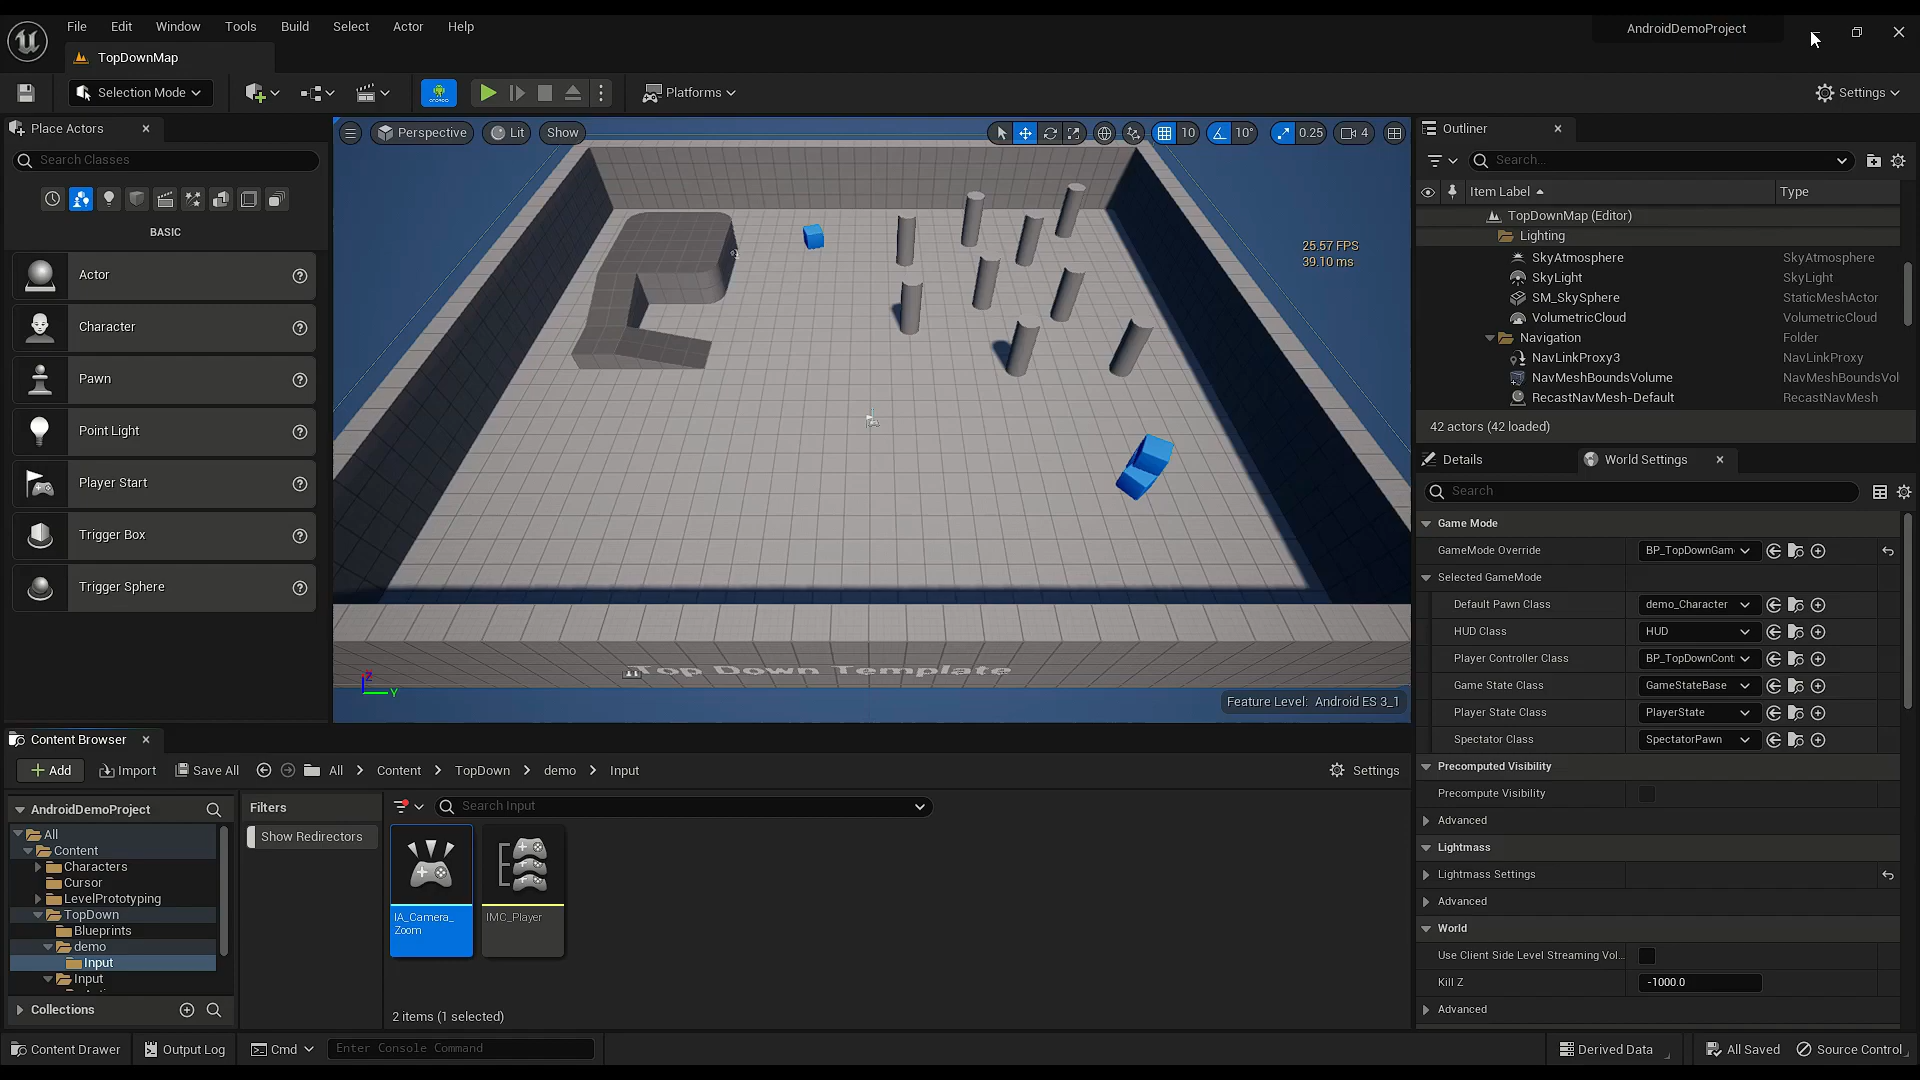 File Edit Window Tools Build Select Actor Help
AndroidDemoProject
TopDownMap
Selection Mode
Platforms
Settings
Place Actors
Search Classes
BASIC
Actor
Character
Pawn
Point Light
Player Start
Trigger Box
Trigger Sphere
Perspective Lit Show
10 10° 0.25 4
25.57 FPS
39.10 ms
Top Down Template
Z
Y
Feature Level: Android ES 3_1
Outliner
Search...
Item Label Type
TopDownMap (Editor)
Lighting
SkyAtmosphere SkyAtmosphere
SkyLight SkyLight
SM_SkySphere StaticMeshActor
VolumetricCloud VolumetricCloud
Navigation Folder
NavLinkProxy3 NavLinkProxy
NavMeshBoundsVolume NavMeshBoundsVol
RecastNavMesh-Default RecastNavMesh
42 actors (42 loaded)
Details World Settings
Search
Game Mode
GameMode Override BP_TopDownGam
Selected GameMode
Default Pawn Class demo_Character
HUD Class HUD
Player Controller Class BP_TopDownCont
Game State Class GameStateBase
Player State Class PlayerState
Spectator Class SpectatorPawn
Precomputed Visibility
Precompute Visibility
Advanced
Lightmass
Lightmass Settings
Advanced
World
Use Client Side Level Streaming Vol...
Kill Z -1000.0
Advanced
Content Browser
Add Import Save All All Content TopDown demo Input Settings
AndroidDemoProject
All
Content
Characters
Cursor
LevelPrototyping
TopDown
Blueprints
demo
Input
Input
Collections
Filters
Show Redirectors
Search Input
IA_Camera_
Zoom
IMC_Player
2 items (1 selected)
Content Drawer Output Log Cmd Enter Console Command Derived Data All Saved Source Control